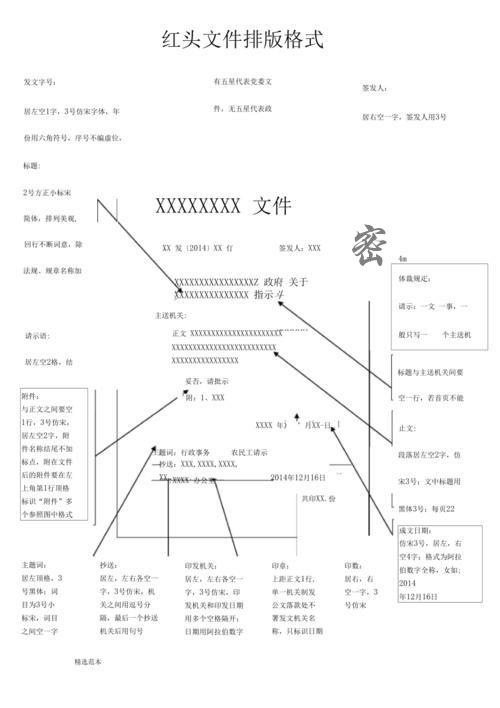 红头文件排版格式
发文字号:
居左空1字，3号仿宋字体、年
份用六角符号，序号不编虚位，
有五星代表党委文
件，无五星代表政
签发人:
居右空一字，签发人用3号
标题:
2号方正小标宋
简体，排列美观,
回行不断词意，除
法规、规章名称加
XXXXXXXX 文件
XX 发〔2014〕XX 仃
签发人: XXX
密
4m
XXXXXXXXXXXXXXXXZ 政府 关于
XXXXXXXXXXXXXXX 指示斗
主送机关:
正文 XXXXXXXXXXXXXXXXXXXXXXX
XXXXXXXXXXXXXXXXXXXXXXXXXX
XXXXXXXXXXXXXXXX
妥否，请批示
附: 1、XXX
XXXX 年
月XX-日
主题词: 行政事务 农民工请示
抄送: XXX,XXXX,XXXX,
XX XXXX 办公室
2014年12月16日
共印XX.份
体裁规定:
请示: 一文 一事，一
般只写一 个主送机
标题与主送机关间要
空一行，若首页不能
止文:
段落居左空2字，仿
宋3号; 文中标题用
黑体3号; 每页22
成文日期:
仿宋3号，居左，右
空4字; 格式为阿拉
伯数字全称，女如:
2014
年12月16日
请示语:
居左空2格，结
附件:
与正文之间要空
1行，3号仿宋，
居左空2字，附
件名称结尾不加
标点，附在文件
后的附件要在左
上角第1行顶格
标识“附件”多
个参照图中格式
主题词:
居左顶格，3
号黑体; 词
目为3号小
标宋，词目
之间空一字
抄送:
居左，左右各空一
字，3号仿宋，机
关之间用逗号分
隔，最后一个抄送
机关后用句号
印发机关:
居左，左右各空一
字，3号仿宋，印
发机关和印发日期
用多个空格隔开;
日期用阿拉伯数字
印章:
上距正文1行,
单一机关制发
公文落款处不
署发文机关名
称，只标识日期
印数:
居右，右
空一字，3
号仿宋
精选范本